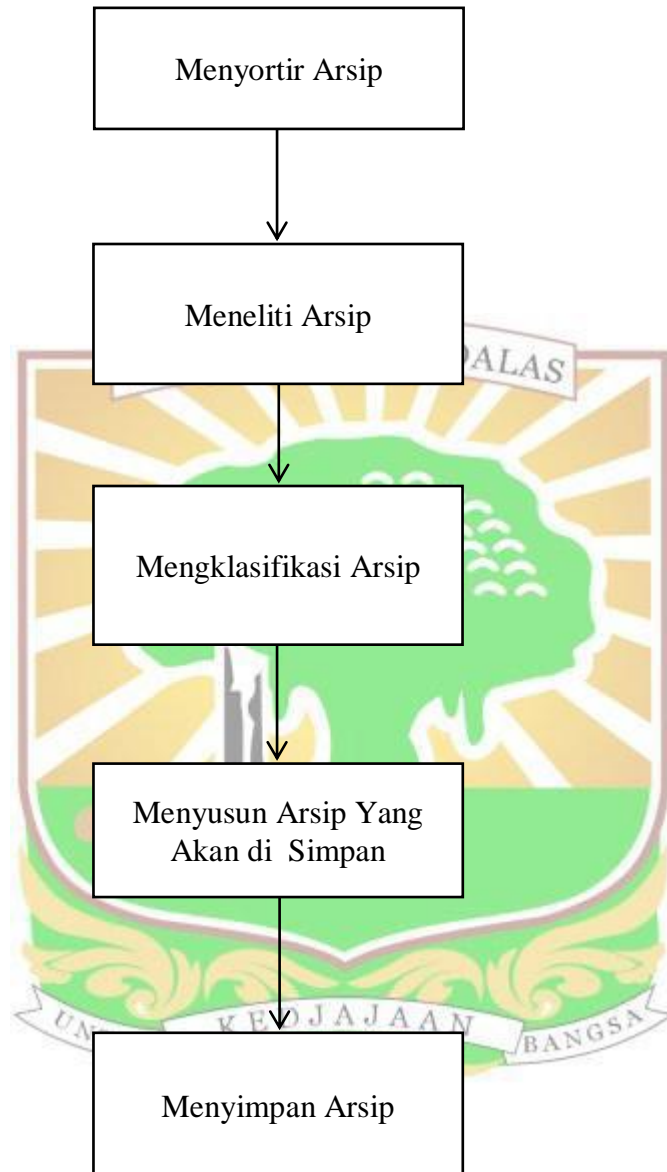 Menyortir Arsip
Meneliti Arsip
DALAS
Mengklasifikasi Arsip
Menyusun Arsip Yang
Akan di Simpan
KEDJAJAAN
BANGSA
Menyimpan Arsip